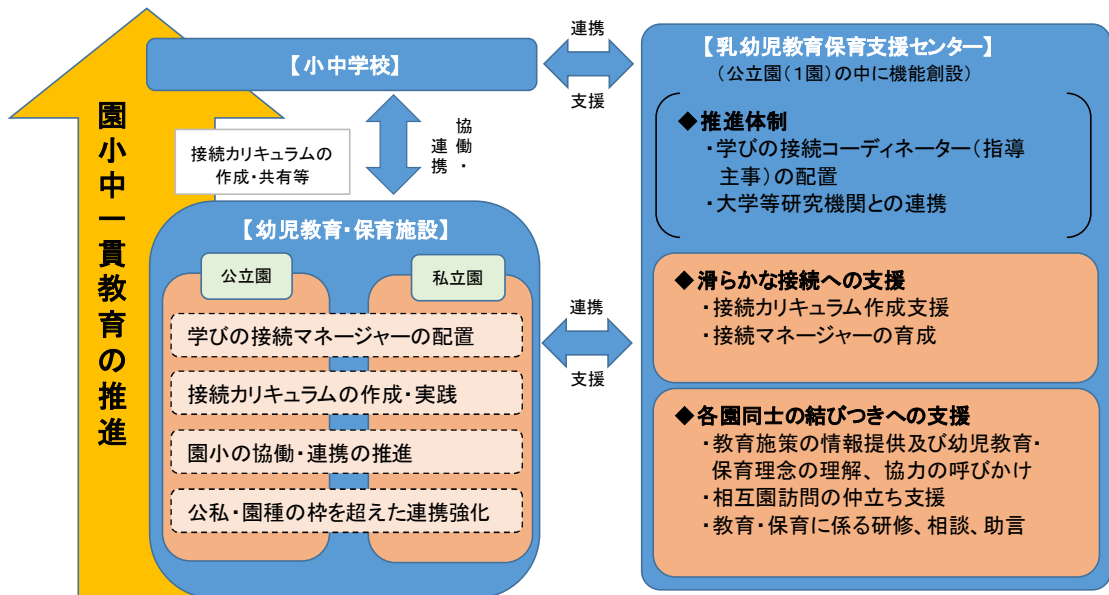 園小中一貫教育の推進
【小中学校】
接続カリキュラムの
作成・共有等
協働・
連携
【幼児教育・保育施設】
公立園
私立園
学びの接続マネージャーの配置
接続カリキュラムの作成・実践
園小の協働・連携の推進
公私・園種の枠を超えた連携強化
連携
支援
連携
支援
【乳幼児教育保育支援センター】
（公立園（１園）の中に機能創設）
◆推進体制
・学びの接続コーディネーター（指導
主事）の配置
・大学等研究機関との連携
◆滑らかな接続への支援
・接続カリキュラム作成支援
・接続マネージャーの育成
◆各園同士の結びつきへの支援
・教育施策の情報提供及び幼児教育・
保育理念の理解、協力の呼びかけ
・相互園訪問の仲立ち支援
・教育・保育に係る研修、相談、助言